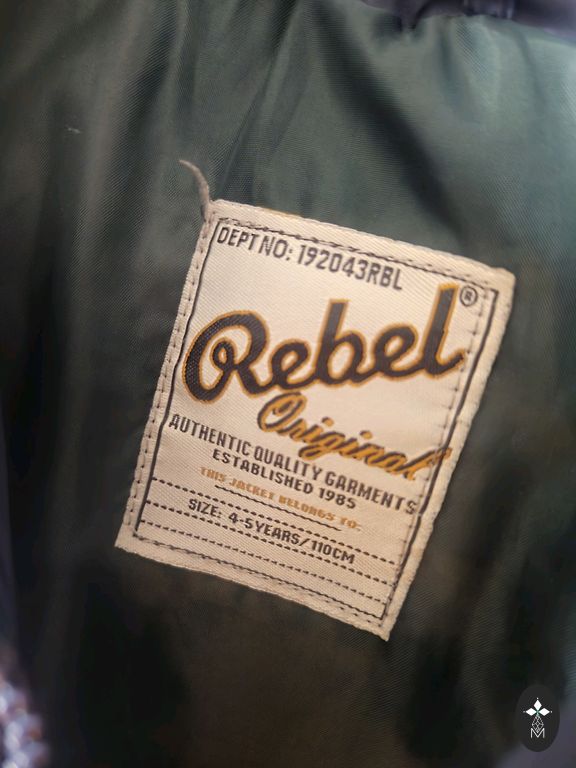 DEPT NO: 192043RBL
Rebel®
Original
AUTHENTIC QUALITY GARMENTS
ESTABLISHED 1985
THIS JACKET BELONGS TO:
SIZE: 4-5YEARS/110CM
M